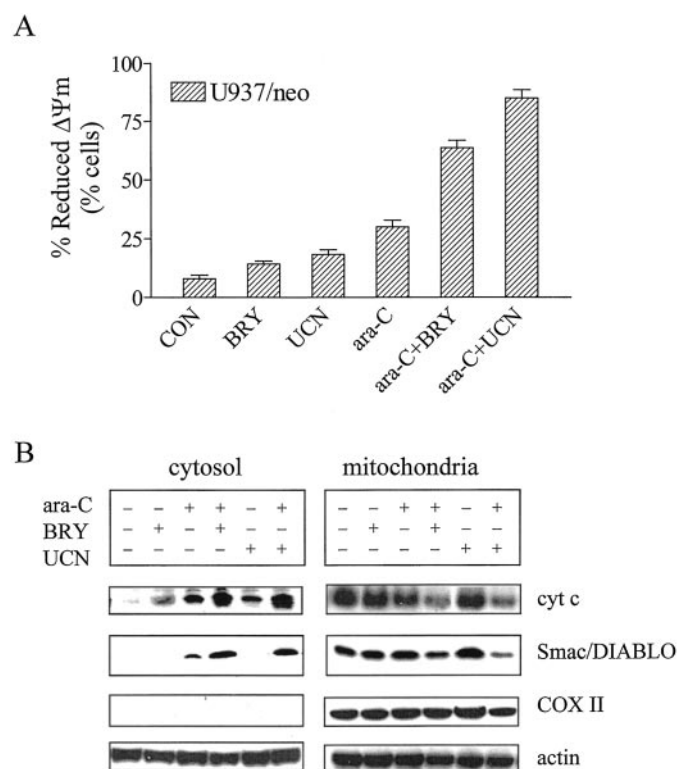 A
% Reduced ΔΨm
(% cells)
100
75
50
25
0
U937/neo
CON
BRY
UCN
ara-C
ara-C+BRY
ara-C+UCN
B
cytosol
mitochondria
ara-C - - + + - + - - + + - +
BRY - + - + - - - + - + - -
UCN - - - - + + - - - - + +
cyt c
Smac/DIABLO
COX II
actin